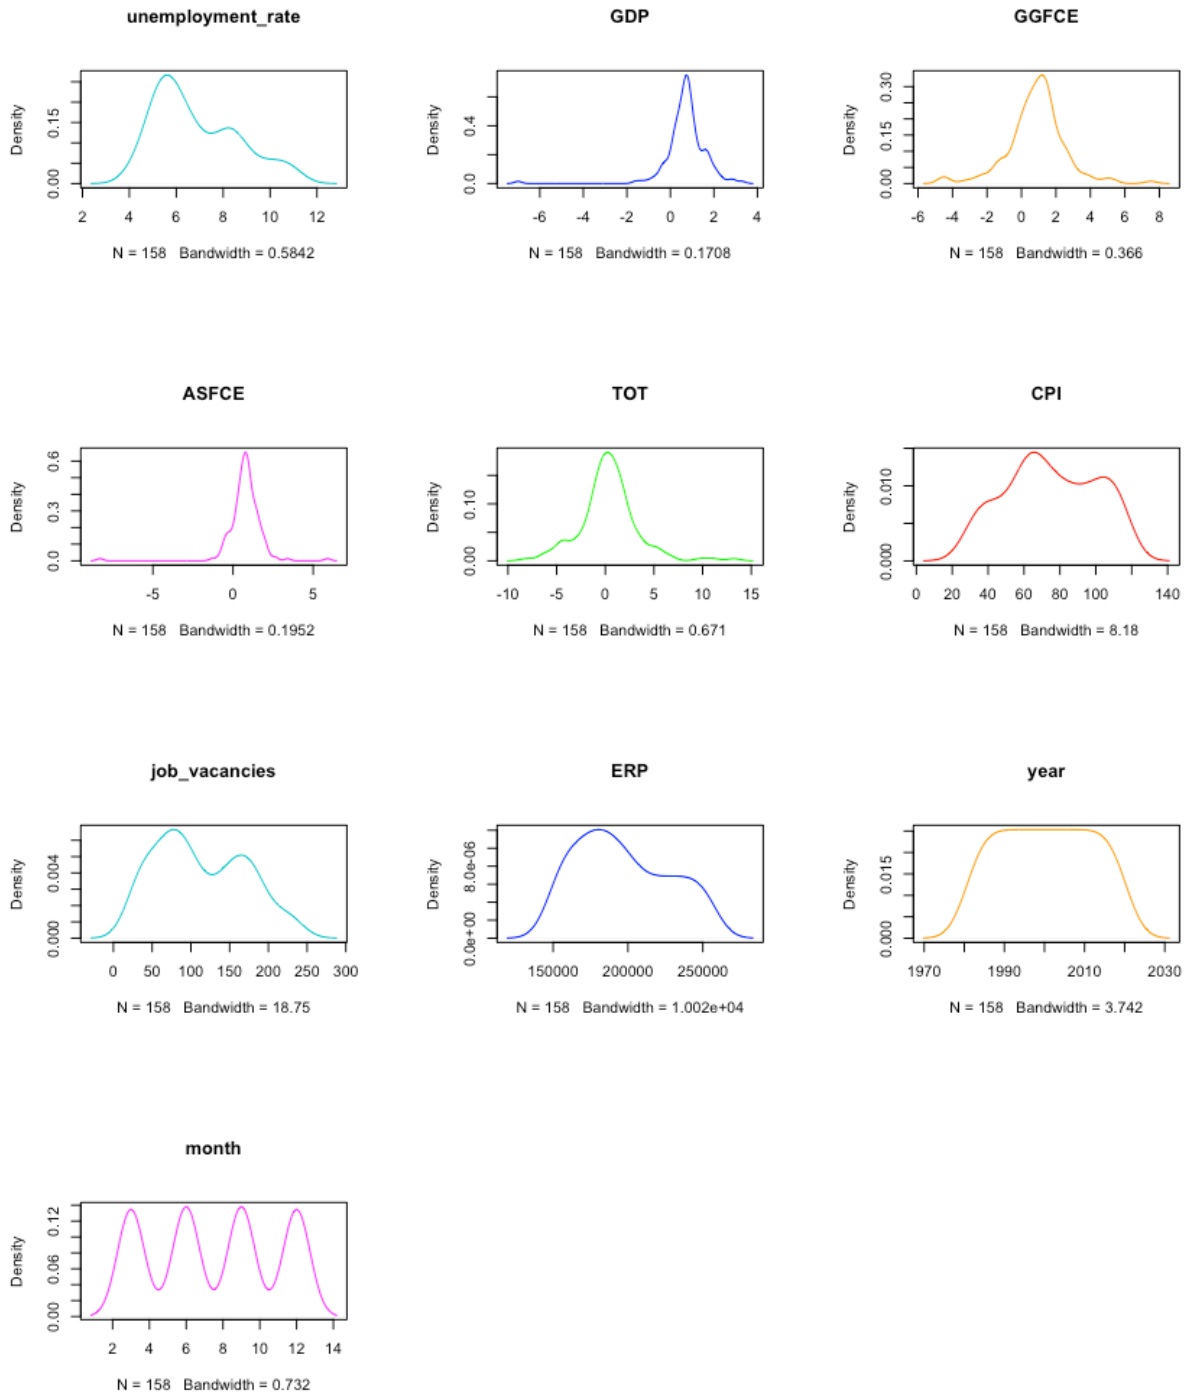 unemployment_rate
Density
0.00 0.15
2 4 6 8 10 12
N = 158 Bandwidth = 0.5842
GDP
Density
0.0 0.4
-6 -4 -2 0 2 4
N = 158 Bandwidth = 0.1708
GGFCE
Density
0.00 0.15 0.30
-6 -4 -2 0 2 4 6 8
N = 158 Bandwidth = 0.366
ASFCE
Density
0.0 0.3 0.6
-5 0 5
N = 158 Bandwidth = 0.1952
TOT
Density
0.00 0.10
-10 -5 0 5 10 15
N = 158 Bandwidth = 0.671
CPI
Density
0.000 0.010
0 20 40 60 80 100 140
N = 158 Bandwidth = 8.18
job_vacancies
Density
0.000 0.004
0 50 100 150 200 250 300
N = 158 Bandwidth = 18.75
ERP
Density
0.0e+00 8.0e-06
150000 200000 250000
N = 158 Bandwidth = 1.002e+04
year
Density
0.000 0.015
1970 1990 2010 2030
N = 158 Bandwidth = 3.742
month
Density
0.00 0.06 0.12
2 4 6 8 10 12 14
N = 158 Bandwidth = 0.732